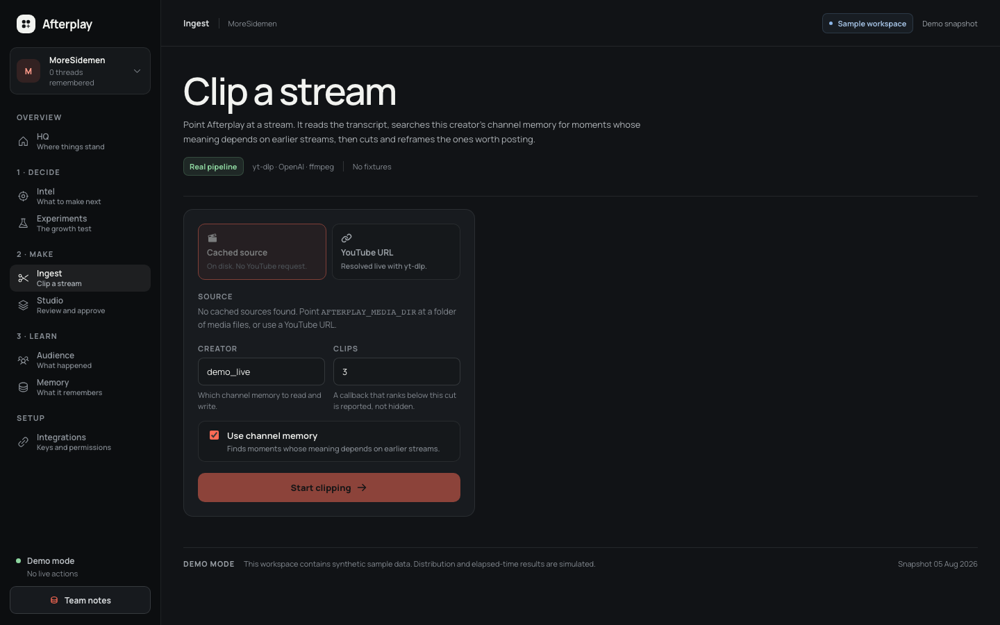 Afterplay
M
MoreSidemen
0 threads
remembered
OVERVIEW
HQ
Where things stand
1 · DECIDE
Intel
What to make next
Experiments
The growth test
2 · MAKE
Ingest
Clip a stream
Studio
Review and approve
3 · LEARN
Audience
What happened
Memory
What it remembers
SETUP
Integrations
Keys and permissions
Demo mode
No live actions
Team notes
Ingest
MoreSidemen
Sample workspace
Demo snapshot
Clip a stream
Point Afterplay at a stream. It reads the transcript, searches this creator's channel memory for moments whose
meaning depends on earlier streams, then cuts and reframes the ones worth posting.
Real pipeline
yt-dlp · OpenAI · ffmpeg
No fixtures
Cached source
On disk. No YouTube request.
YouTube URL
Resolved live with yt-dlp.
SOURCE
No cached sources found. Point AFTERPLAY_MEDIA_DIR at a folder
of media files, or use a YouTube URL.
CREATOR
demo_live
Which channel memory to read and
write.
CLIPS
3
A callback that ranks below this cut
is reported, not hidden.
Use channel memory
Finds moments whose meaning depends on earlier streams.
Start clipping →
DEMO MODE
This workspace contains synthetic sample data. Distribution and elapsed-time results are simulated.
Snapshot 05 Aug 2026